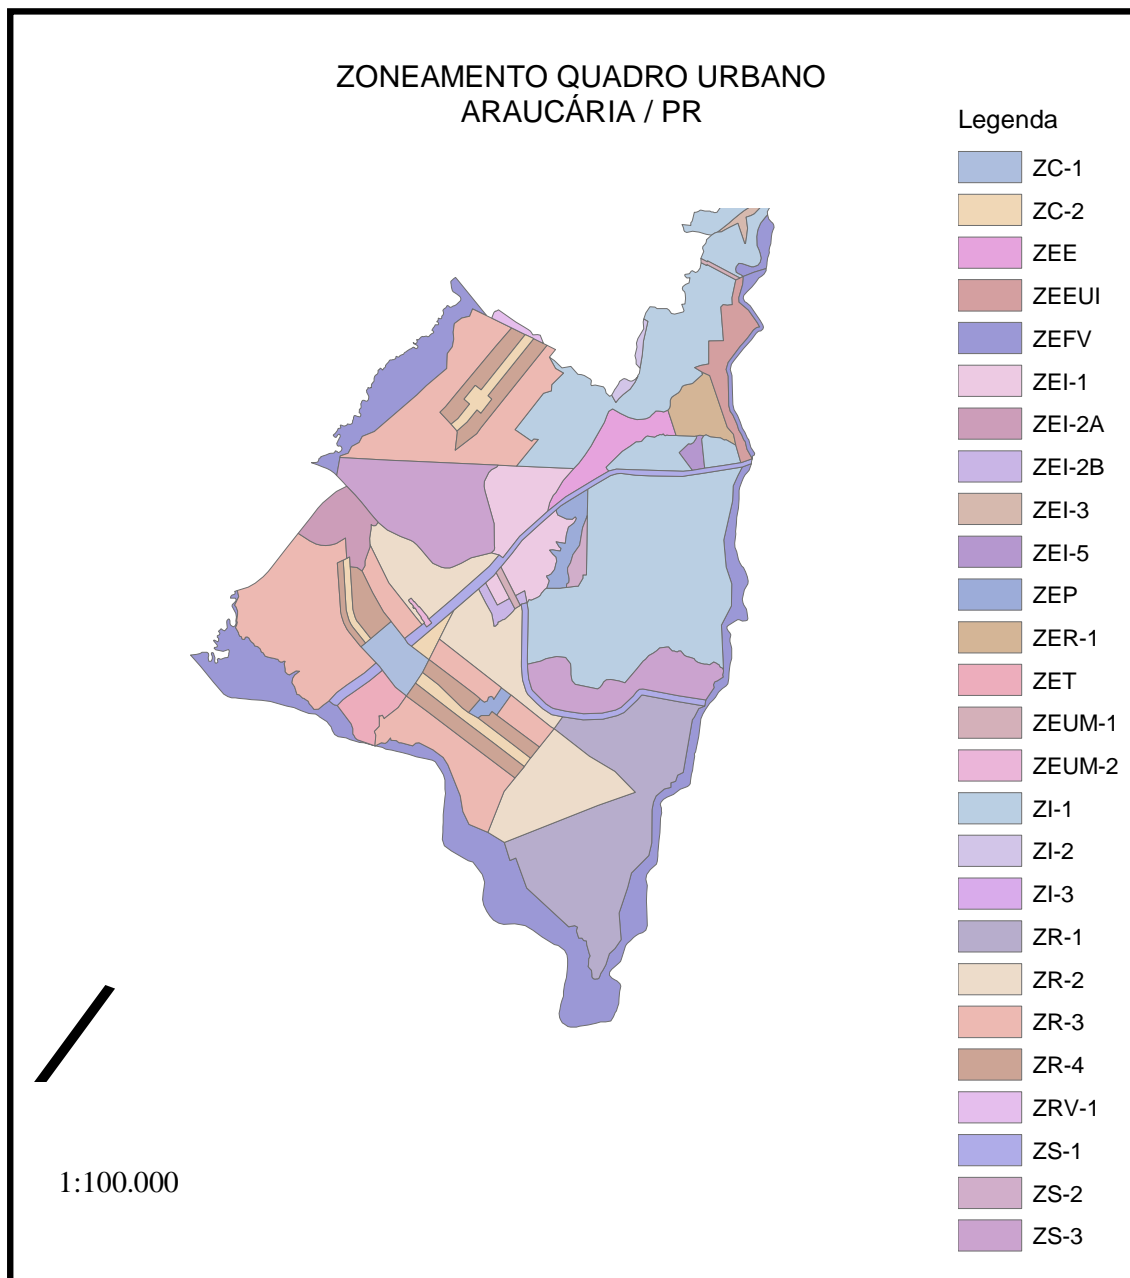 ZONEAMENTO QUADRO URBANO
ARAUCÁRIA / PR
Legenda
ZC-1
ZC-2
ZEE
ZEEUI
ZEFV
ZEI-1
ZEI-2A
ZEI-2B
ZEI-3
ZEI-5
ZEP
ZER-1
ZET
ZEUM-1
ZEUM-2
ZI-1
ZI-2
ZI-3
ZR-1
ZR-2
ZR-3
ZR-4
ZRV-1
ZS-1
ZS-2
ZS-3
1:100.000